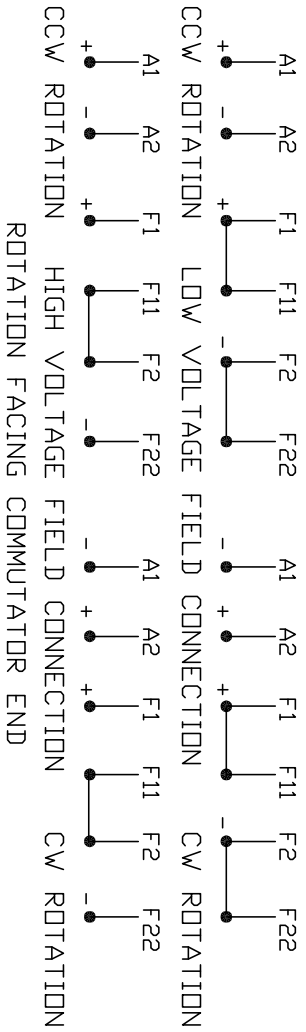 A1 A2 F1 F11 F2 F22 A1 A2 F1 F11 F2 F22
+ - + - - + + -
CCW ROTATION LOW VOLTAGE FIELD CONNECTION CW ROTATION
A1 A2 F1 F11 F2 F22 A1 A2 F1 F11 F2 F22
+ - + - - + + -
CCW ROTATION HIGH VOLTAGE FIELD CONNECTION CW ROTATION
ROTATION FACING COMMUTATOR END